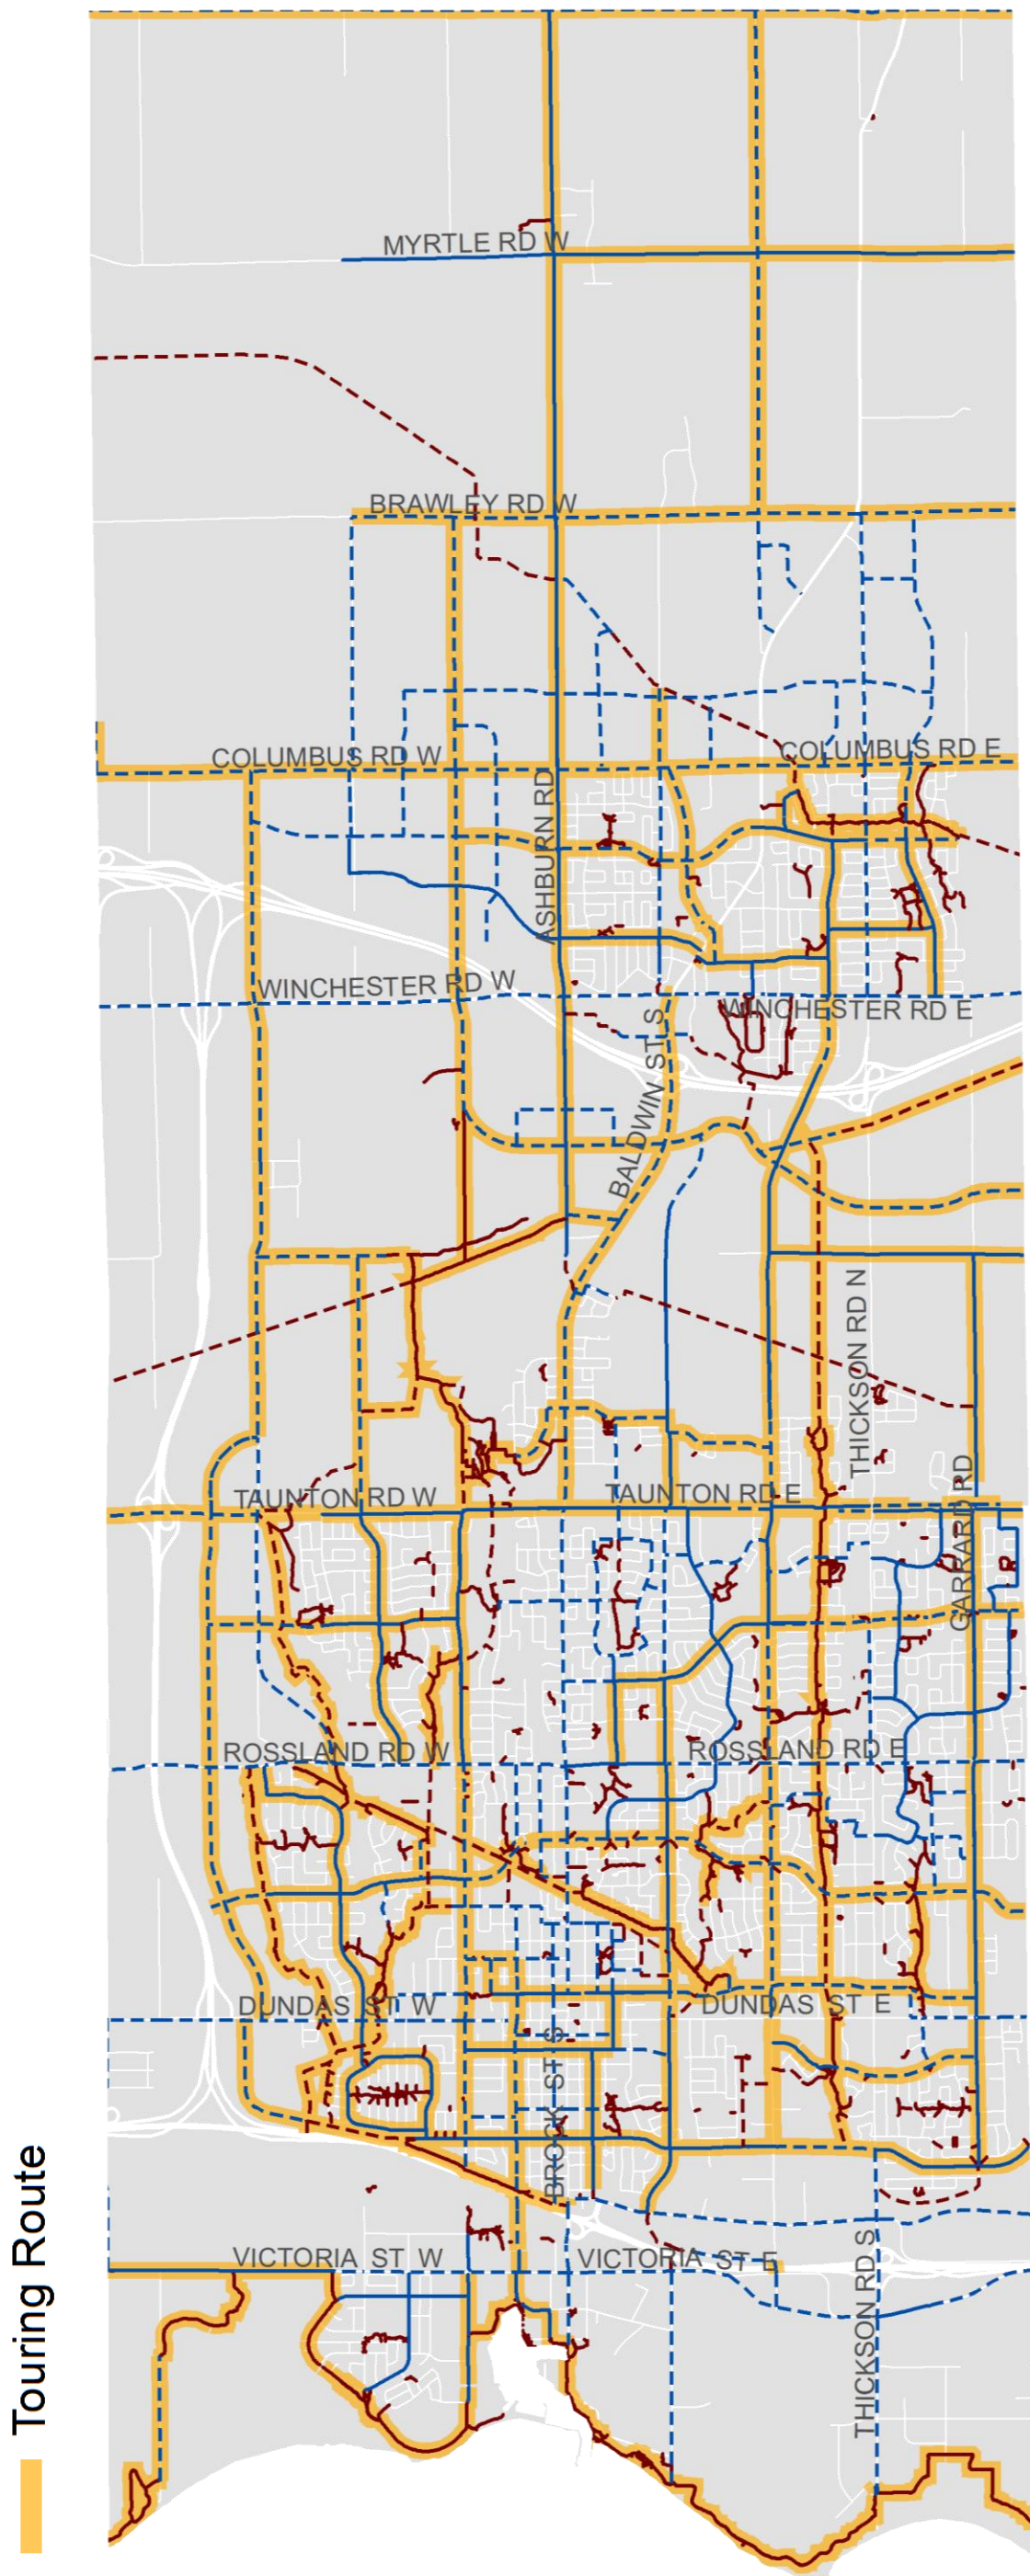 MYRTLE RD W
BRAWLEY RD W
COLUMBUS RD W
COLUMBUS RD E
ASHBURN RD
WINCHESTER RD W
WINCHESTER RD E
BALDWIN ST S
THICKSON RD N
TAUNTON RD W
TAUNTON RD E
GARRARD RD
ROSSLAND RD W
ROSSLAND RD E
DUNDAS ST W
DUNDAS ST E
BROCK ST S
VICTORIA ST W
VICTORIA ST E
THICKSON RD S
Touring Route